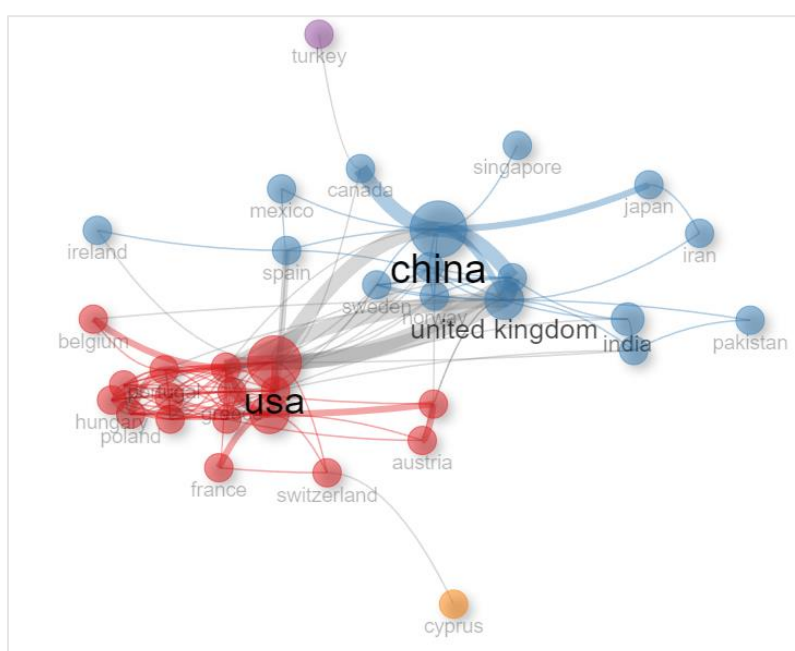 turkey
singapore
canada
mexico
japan
ireland
spain
iran
china
sweden
norway
united kingdom
india
pakistan
belgium
portugal
usa
hungary
poland
austria
france
switzerland
cyprus